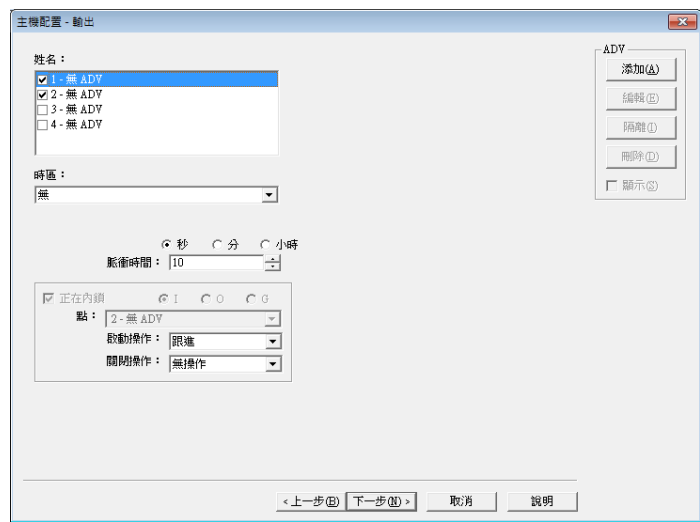 主機配置 - 輸出
姓名：
1 - 無 ADV
2 - 無 ADV
3 - 無 ADV
4 - 無 ADV
時區：
無
秒 分 小時
脈衝時間： 10
正在內鎖 I O G
點： 2 - 無 ADV
啟動操作： 跟進
關閉操作： 無操作
ADV
添加(A)
編輯(E)
隔離(I)
刪除(D)
顯示(S)
<上一步(B) 下一步(N)> 取消 說明